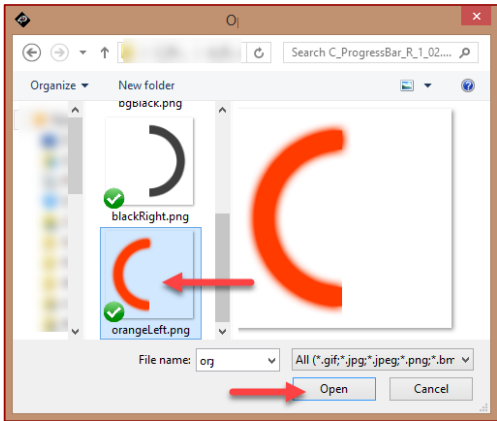 Search C_ProgressBar_R_1_02....
Organize
New folder
bgBlack.png
blackRight.png
orangeLeft.png
File name:
All (*.gif;*.jpg;*.jpeg;*.png;*.bm
Open
Cancel